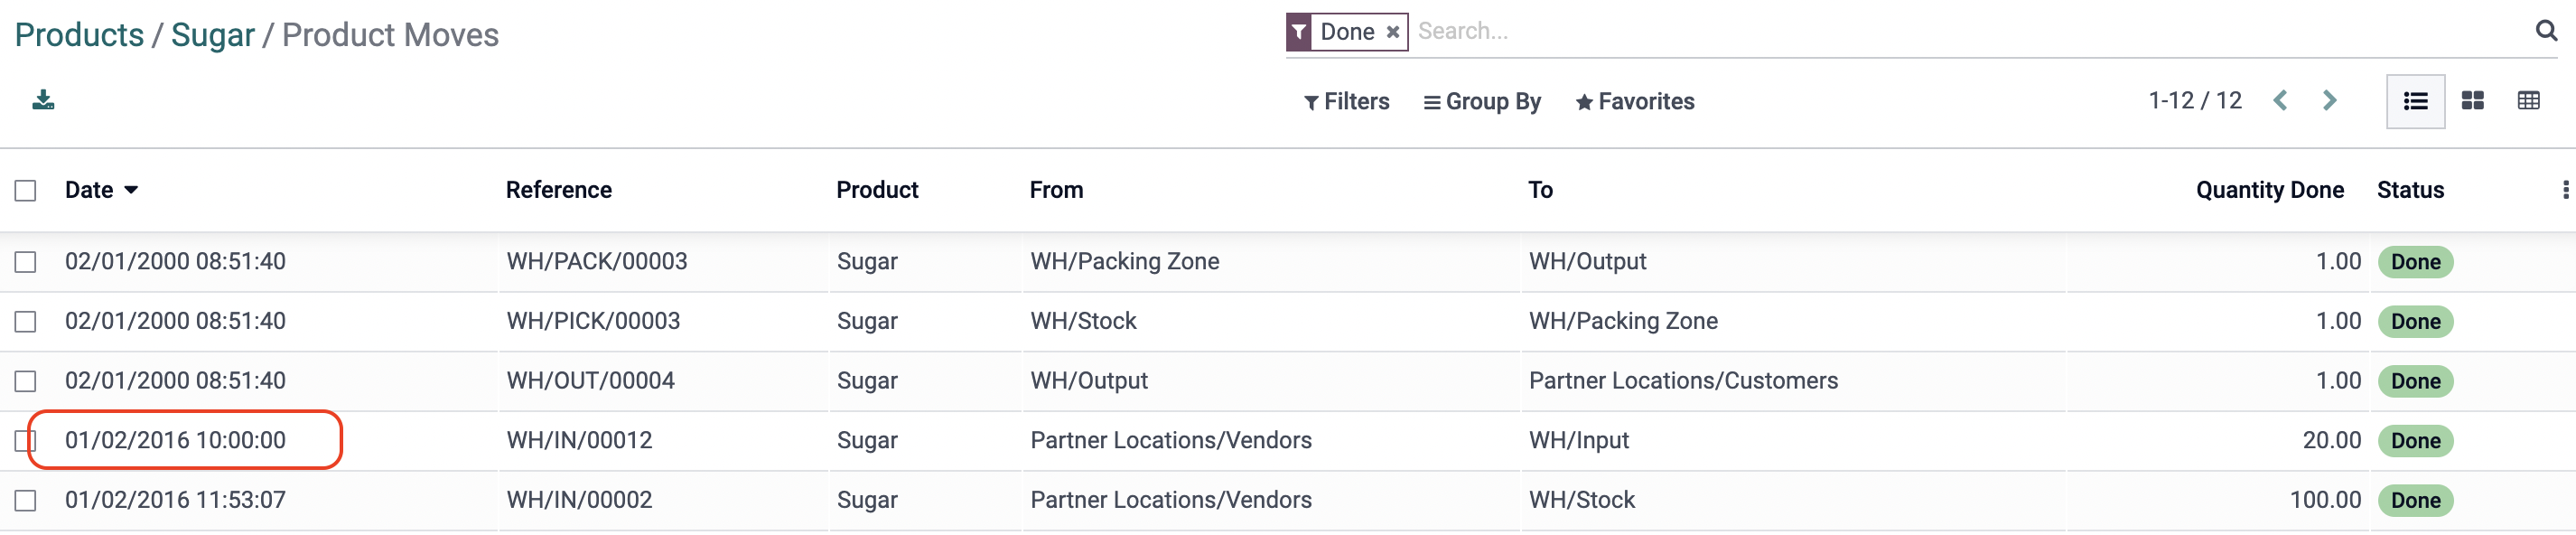 Products / Sugar / Product Moves
Done
Search...
Filters Group By Favorites
1-12 / 12
Date Reference Product From To Quantity Done Status
02/01/2000 08:51:40 WH/PACK/00003 Sugar WH/Packing Zone WH/Output 1.00 Done
02/01/2000 08:51:40 WH/PICK/00003 Sugar WH/Stock WH/Packing Zone 1.00 Done
02/01/2000 08:51:40 WH/OUT/00004 Sugar WH/Output Partner Locations/Customers 1.00 Done
01/02/2016 10:00:00 WH/IN/00012 Sugar Partner Locations/Vendors WH/Input 20.00 Done
01/02/2016 11:53:07 WH/IN/00002 Sugar Partner Locations/Vendors WH/Stock 100.00 Done